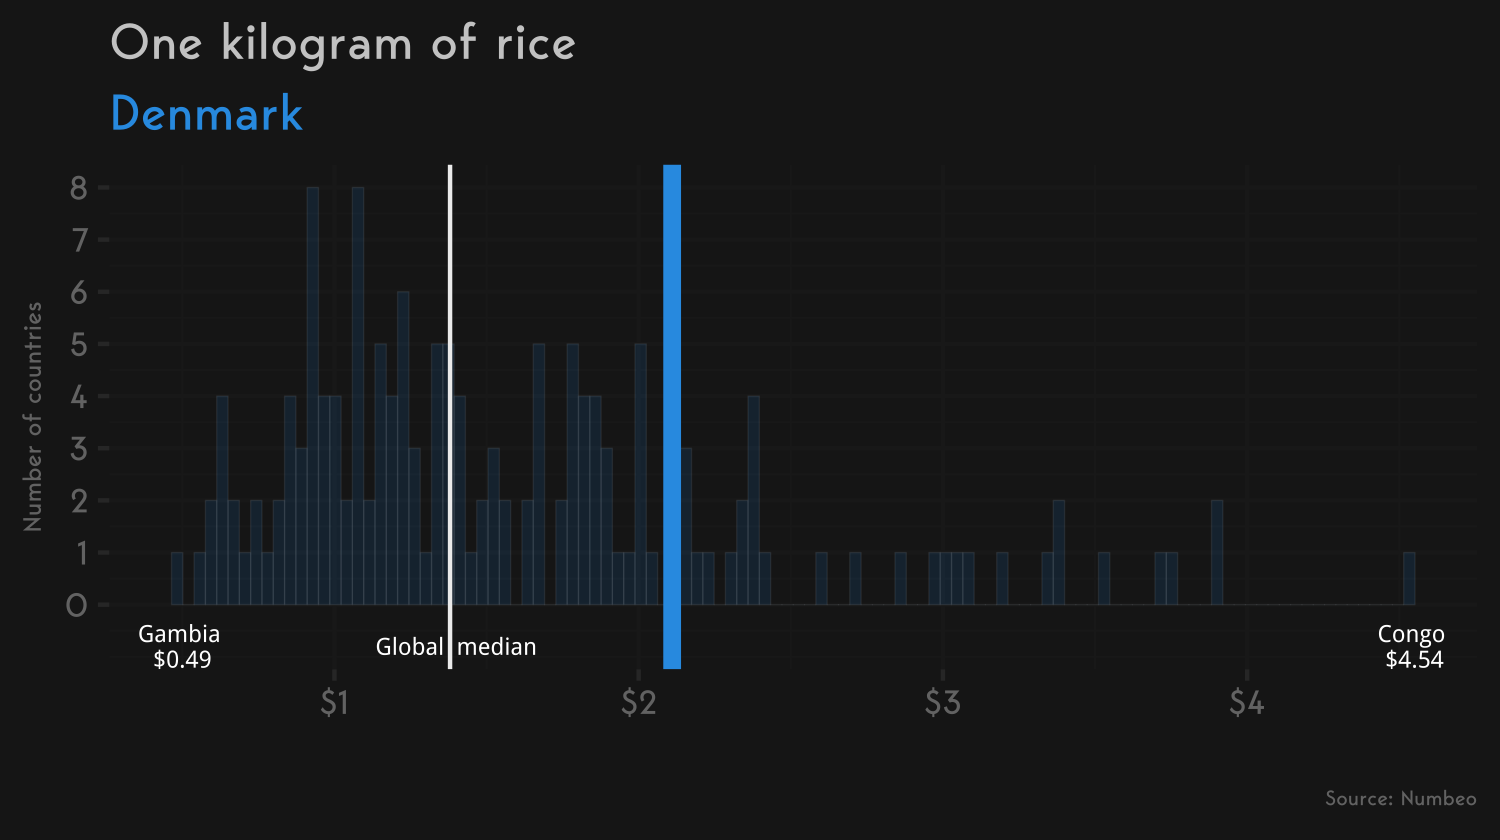 One kilogram of rice
Denmark
Number of countries
8
7
6
5
4
3
2
1
0
Gambia
$0.49
Global median
Congo
$4.54
$1 $2 $3 $4
Source: Numbeo